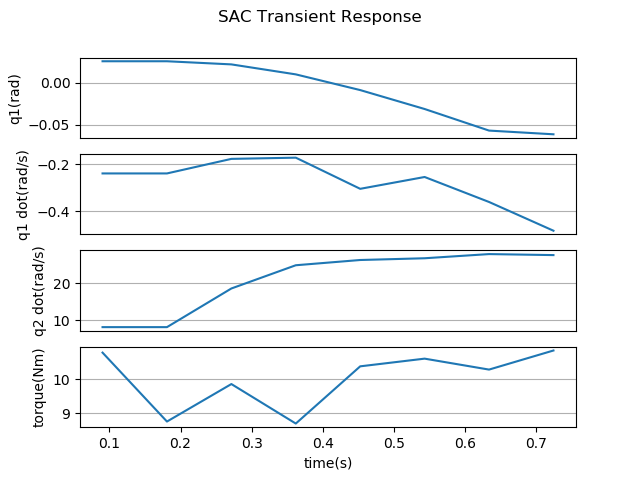 SAC Transient Response
q1(rad)
0.00
−0.05
q1 dot(rad/s)
−0.2
−0.4
q2 dot(rad/s)
20
10
torque(Nm)
10
9
0.1 0.2 0.3 0.4 0.5 0.6 0.7
time(s)